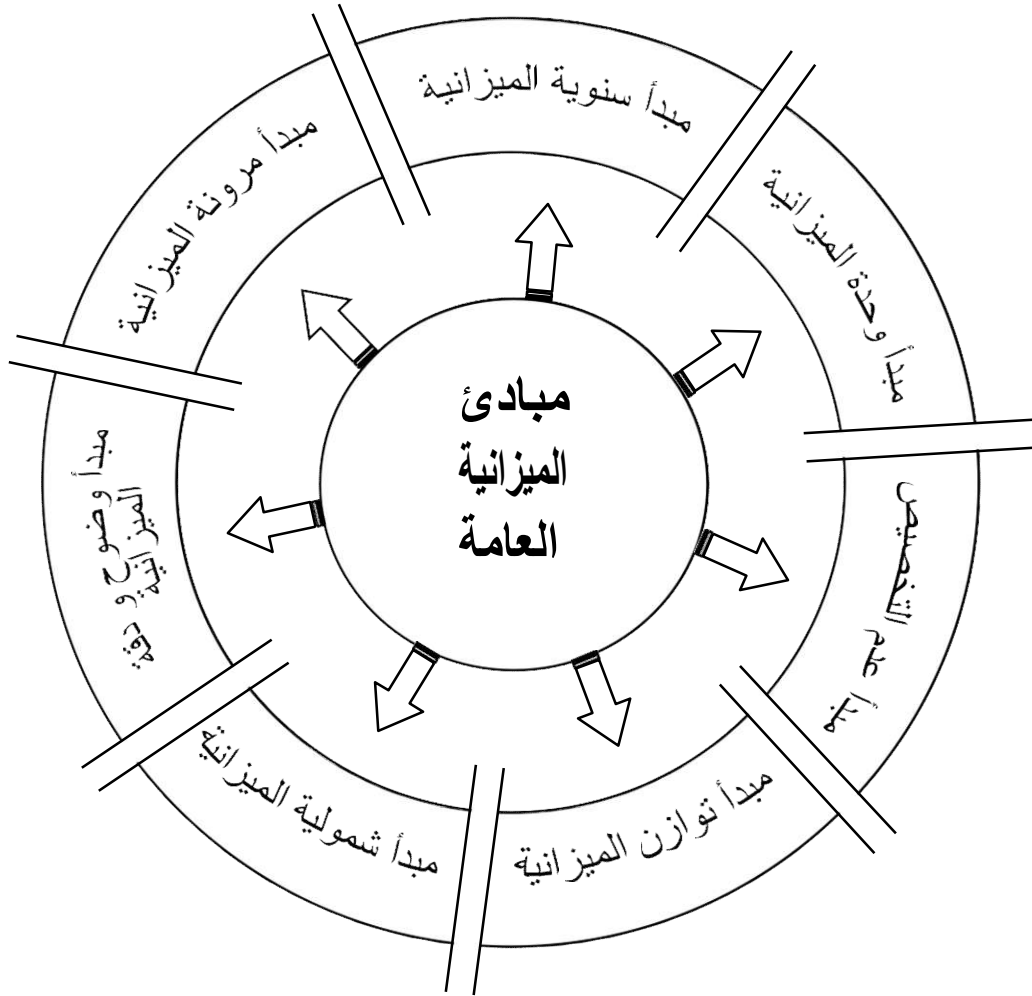 مبادئ
الميزانية
العامة
مبدأ سنوية الميزانية
مبدأ وحدة الميزانية
مبدأ عدم التخصيص
مبدأ توازن الميزانية
مبدأ شمولية الميزانية
مبدأ وضوح و دقة
الميزانية
مبدأ مرونة الميزانية